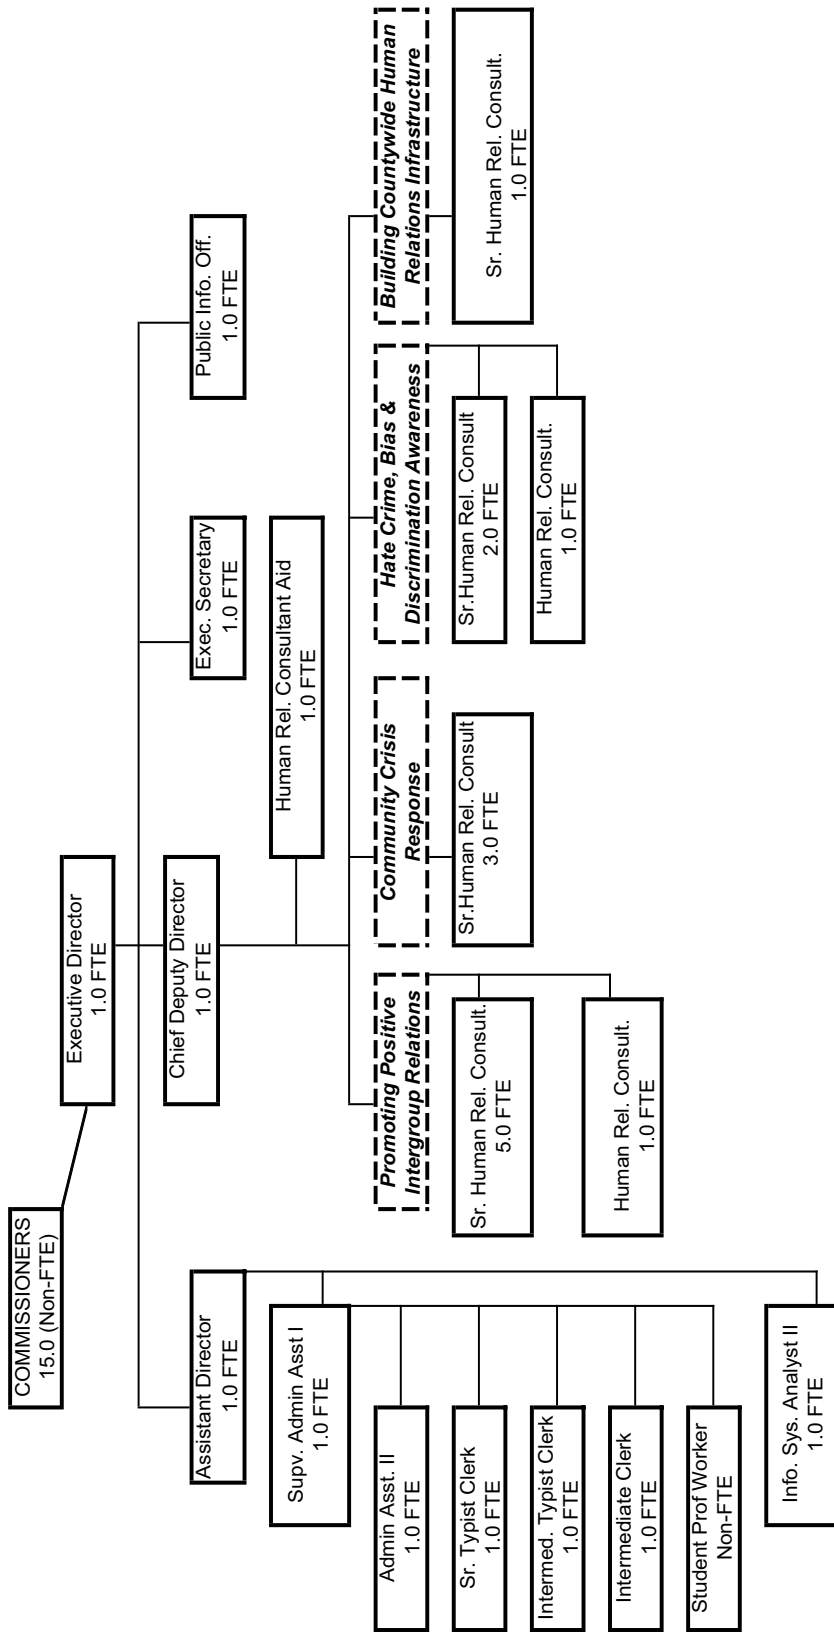 COMMISSIONERS
15.0 (Non-FTE)
Executive Director
1.0 FTE
Chief Deputy Director
1.0 FTE
Assistant Director
1.0 FTE
Exec. Secretary
1.0 FTE
Public Info. Off.
1.0 FTE
Supv. Admin Asst I
1.0 FTE
Human Rel. Consultant Aid
1.0 FTE
Admin Asst. II
1.0 FTE
Sr. Typist Clerk
1.0 FTE
Intermed. Typist Clerk
1.0 FTE
Intermediate Clerk
1.0 FTE
Student Prof Worker
Non-FTE
Info. Sys. Analyst II
1.0 FTE
Promoting Positive
Intergroup Relations
Sr. Human Rel. Consult.
5.0 FTE
Human Rel. Consult.
1.0 FTE
Community Crisis
Response
Sr.Human Rel. Consult
3.0 FTE
Hate Crime, Bias &
Discrimination Awareness
Sr.Human Rel. Consult
2.0 FTE
Human Rel. Consult.
1.0 FTE
Building Countywide Human
Relations Infrastructure
Sr. Human Rel. Consult.
1.0 FTE